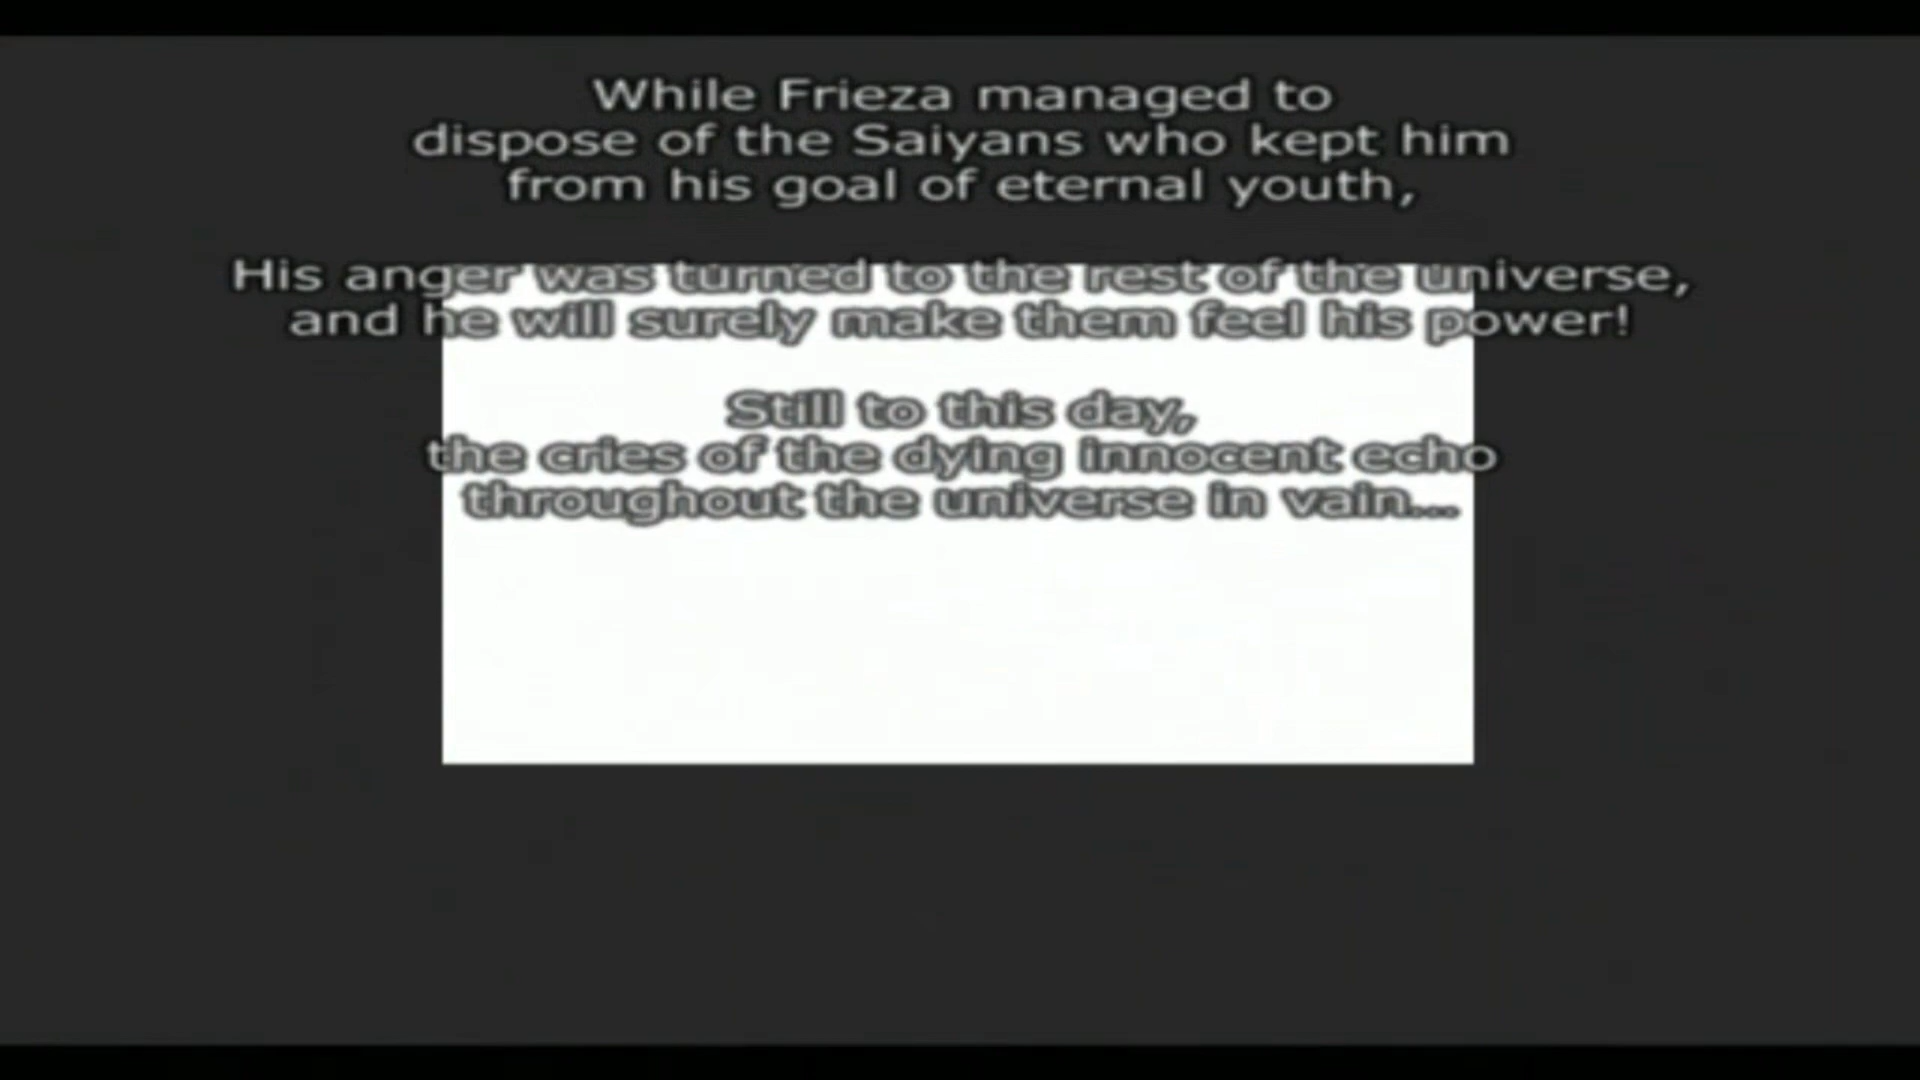 While Frieza managed to
dispose of the Saiyans who kept him
from his goal of eternal youth,
His anger was turned to the rest of the universe,
and he will surely make them feel his power!
Still to this day,
the cries of the dying innocent echo
throughout the universe in vain...